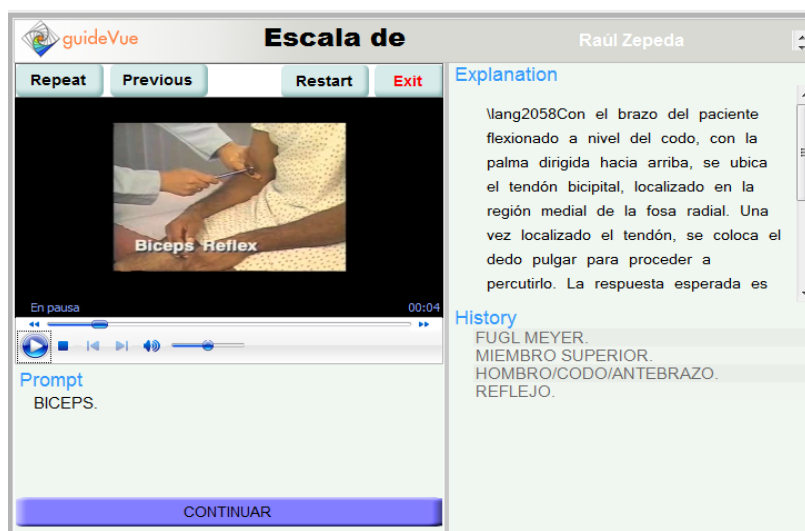 guideVue
Escala de
Raúl Zepeda
Repeat
Previous
Restart
Exit
Biceps Reflex
En pausa
00:04
Prompt
BICEPS.
CONTINUAR
Explanation
\lang2058Con el brazo del paciente
flexionado a nivel del codo, con la
palma dirigida hacia arriba, se ubica
el tendón bicipital, localizado en la
región medial de la fosa radial. Una
vez localizado el tendón, se coloca el
dedo pulgar para proceder a
percutirlo. La respuesta esperada es
History
FUGL MEYER.
MIEMBRO SUPERIOR.
HOMBRO/CODO/ANTEBRAZO.
REFLEJO.